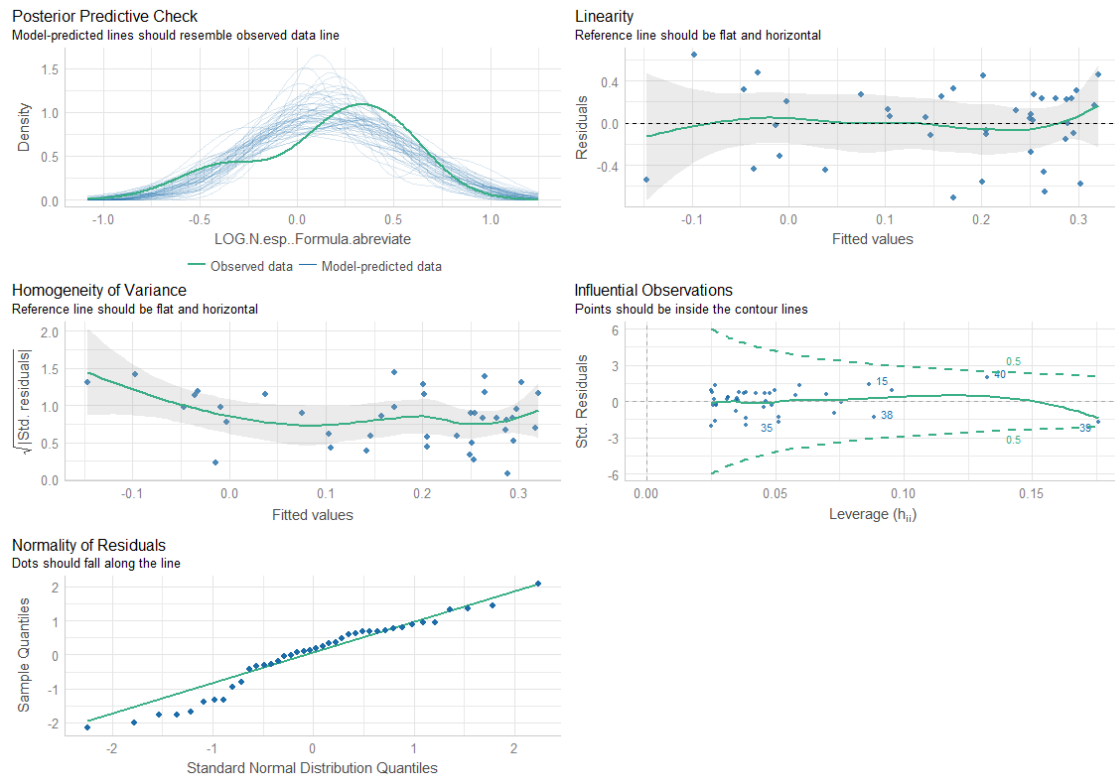 Posterior Predictive Check
Model-predicted lines should resemble observed data line
Density
1.5
1.0
0.5
0.0
-1.0
-0.5
0.0
0.5
1.0
LOG.N.esp..Formula.abreviate
Observed data
Model-predicted data
Linearity
Reference line should be flat and horizontal
Residuals
0.4
0.0
-0.4
-0.1
0.0
0.1
0.2
0.3
Fitted values
Homogeneity of Variance
Reference line should be flat and horizontal
√|Std. residuals|
2.0
1.5
1.0
0.5
0.0
-0.1
0.0
0.1
0.2
0.3
Fitted values
Influential Observations
Points should be inside the contour lines
Std. Residuals
6
3
0
-3
-6
0.5
0.5
15
40
35
38
39
0.00
0.05
0.10
0.15
Leverage (hii)
Normality of Residuals
Dots should fall along the line
Sample Quantiles
2
1
0
-1
-2
-2
-1
0
1
2
Standard Normal Distribution Quantiles